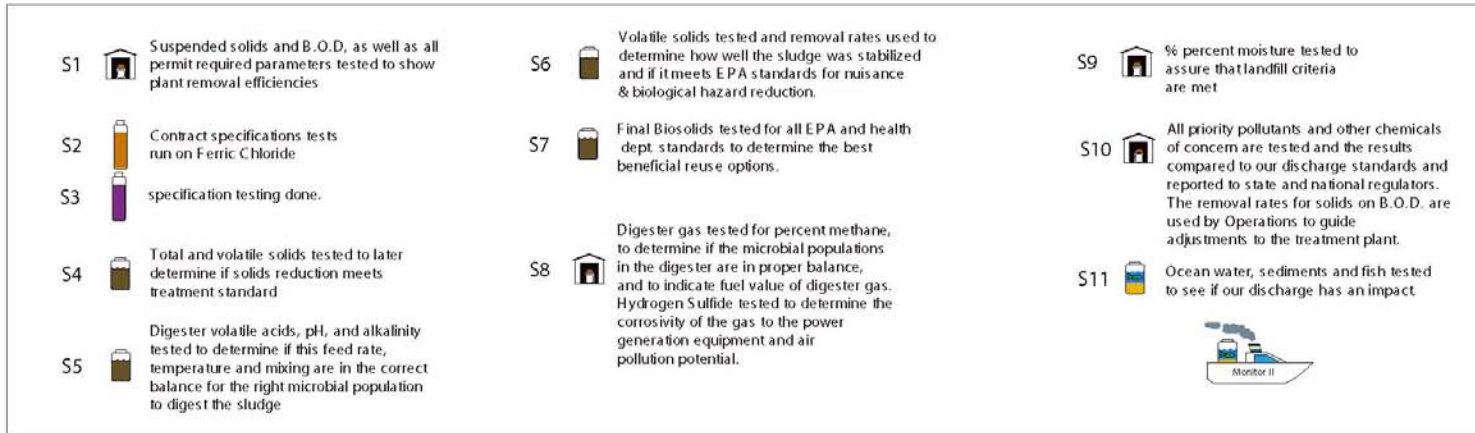 S1
Suspended solids and B.O.D, as well as all
permit required parameters tested to show
plant removal efficiencies
S2
Contract specifications tests
run on Ferric Chloride
S3
specification testing done.
S4
Total and volatile solids tested to later
determine if solids reduction meets
treatment standard
S5
Digester volatile acids, pH, and alkalinity
tested to determine if this feed rate,
temperature and mixing are in the correct
balance for the right microbial population
to digest the sludge
S6
Volatile solids tested and removal rates used to
determine how well the sludge was stabilized
and if it meets EPA standards for nuisance
& biological hazard reduction.
S7
Final Biosolids tested for all EPA and health
dept. standards to determine the best
beneficial reuse options.
S8
Digester gas tested for percent methane,
to determine if the microbial populations
in the digester are in proper balance,
and to indicate fuel value of digester gas.
Hydrogen Sulfide tested to determine the
corrosivity of the gas to the power
generation equipment and air
pollution potential.
S9
% percent moisture tested to
assure that landfill criteria
are met
S10
All priority pollutants and other chemicals
of concern are tested and the results
compared to our discharge standards and
reported to state and national regulators.
The removal rates for solids on B.O.D. are
used by Operations to guide
adjustments to the treatment plant.
S11
Ocean water, sediments and fish tested
to see if our discharge has an impact.
Monitor II